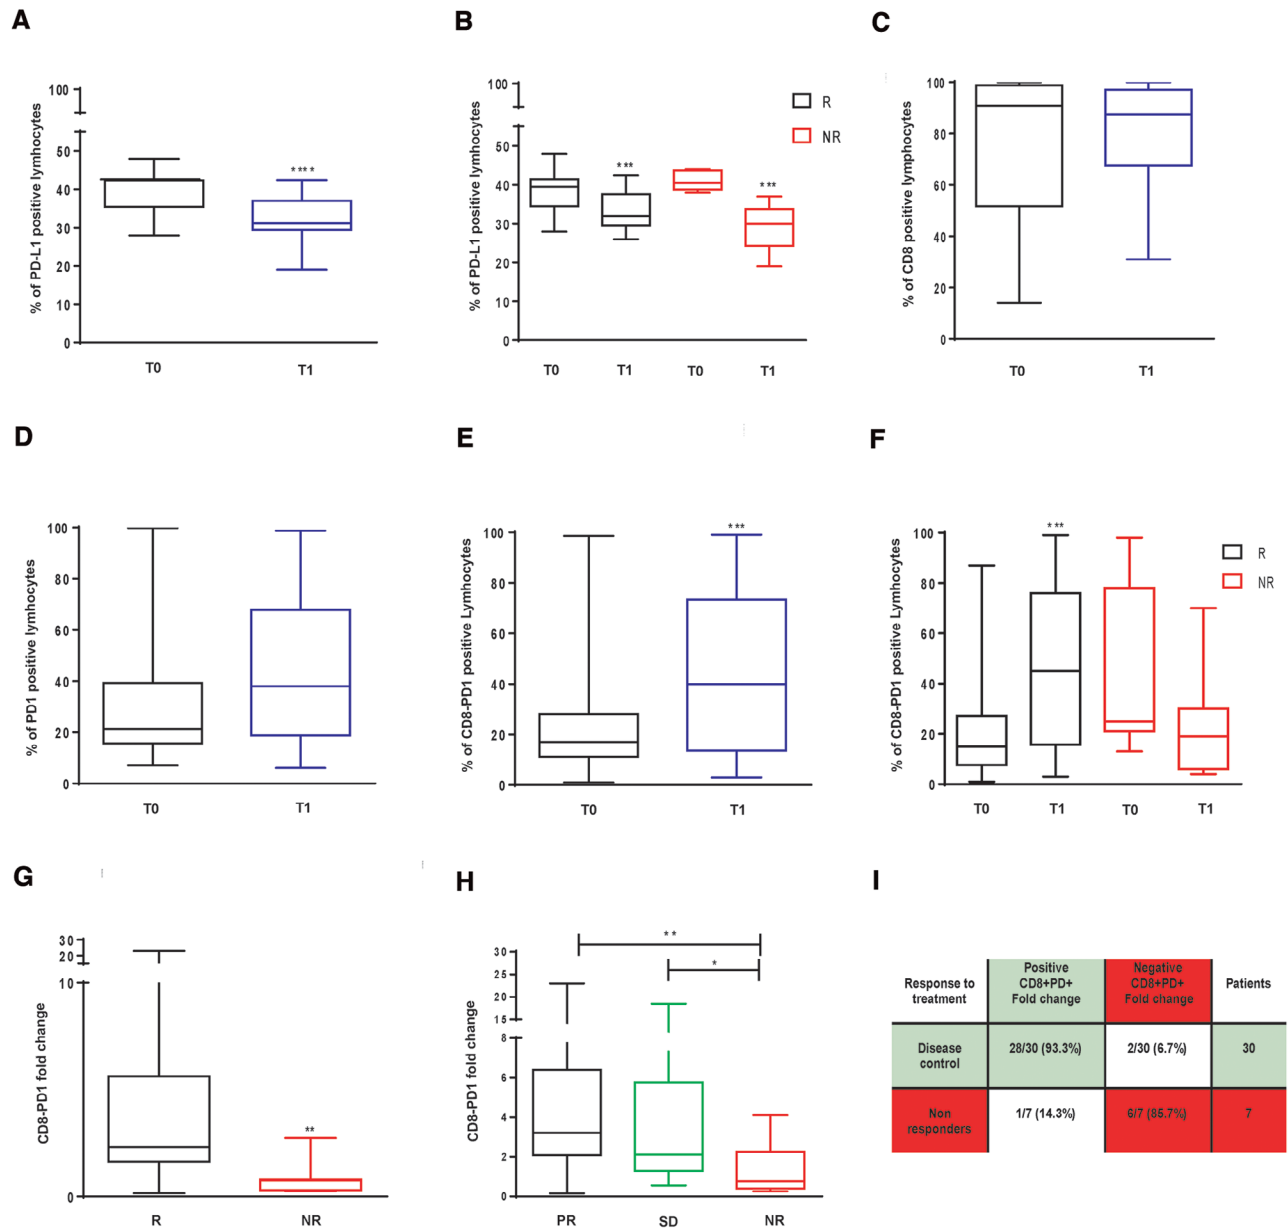 A
B
C
% of PD-L1 positive lymhocytes
100
50
40
30
20
10
0
****
T0
T1
% of PD-L1 positive lymphocytes
100
50
40
30
20
10
0
***
***
R
NR
T0
T1
T0
T1
% of CD8 positive lymphocytes
100
80
60
40
20
0
T0
T1
D
E
F
% of PD1 positive lymhocytes
100
80
60
40
20
0
T0
T1
% of CD8-PD1 positive Lymhocytes
100
80
60
40
20
0
***
T0
T1
% of CD8-PD1 positive Lymphocytes
100
80
60
40
20
0
***
R
NR
T0
T1
T0
T1
G
H
I
CD8-PD1 fold change
30
20
10
0
**
R
NR
CD8-PD1 fold change
30
25
20
15
8
6
4
2
0
**
*
PR
SD
NR
Response to
treatment
Positive
CD8+PD+
Fold change
Negative
CD8+PD+
Fold change
Patients
Disease
control
28/30 (93.3%)
2/30 (6.7%)
30
Non
responders
1/7 (14.3%)
6/7 (85.7%)
7